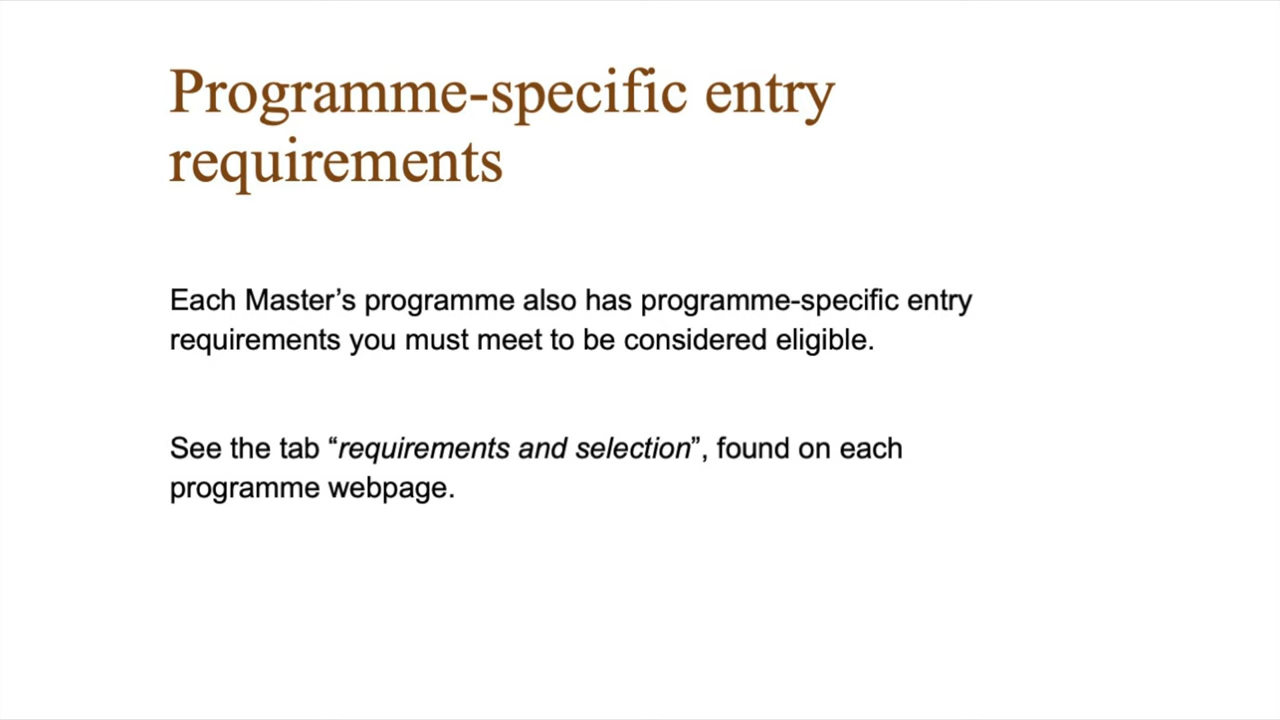 Programme-specific entry
requirements
Each Master’s programme also has programme-specific entry
requirements you must meet to be considered eligible.
See the tab “requirements and selection”, found on each
programme webpage.